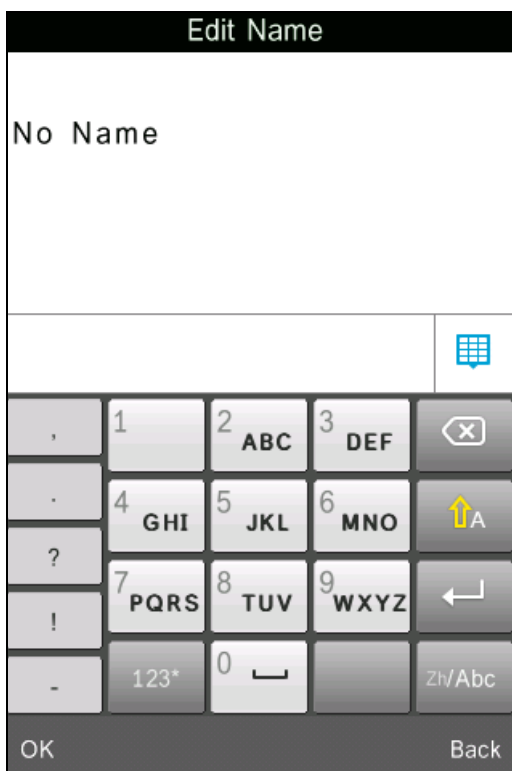 Edit Name
No Name
,
1
2 ABC
3 DEF
.
4 GHI
5 JKL
6 MNO
A
?
7 PQRS
8 TUV
9 WXYZ
!
-
123*
0
Zh/Abc
OK
Back